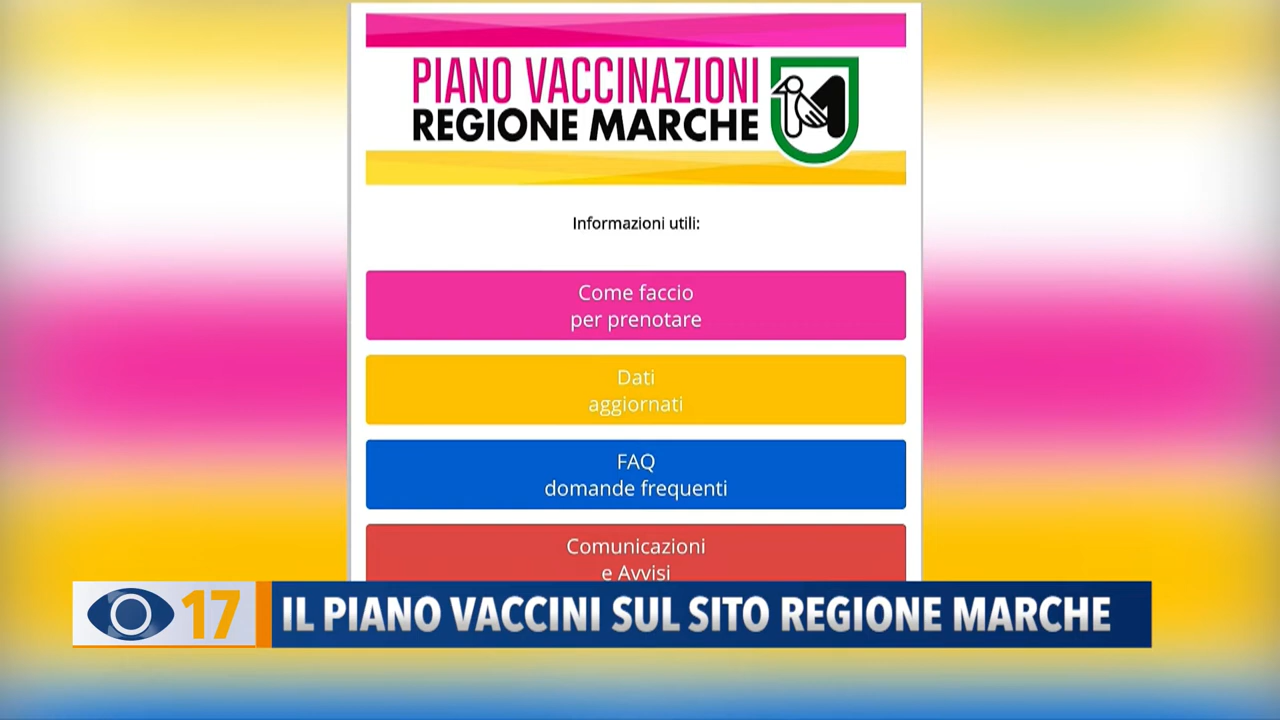 PIANO VACCINAZIONI
REGIONE MARCHE
Informazioni utili:
Come faccio
per prenotare
Dati
aggiornati
FAQ
domande frequenti
Comunicazioni
e Avvisi
17 IL PIANO VACCINI SUL SITO REGIONE MARCHE